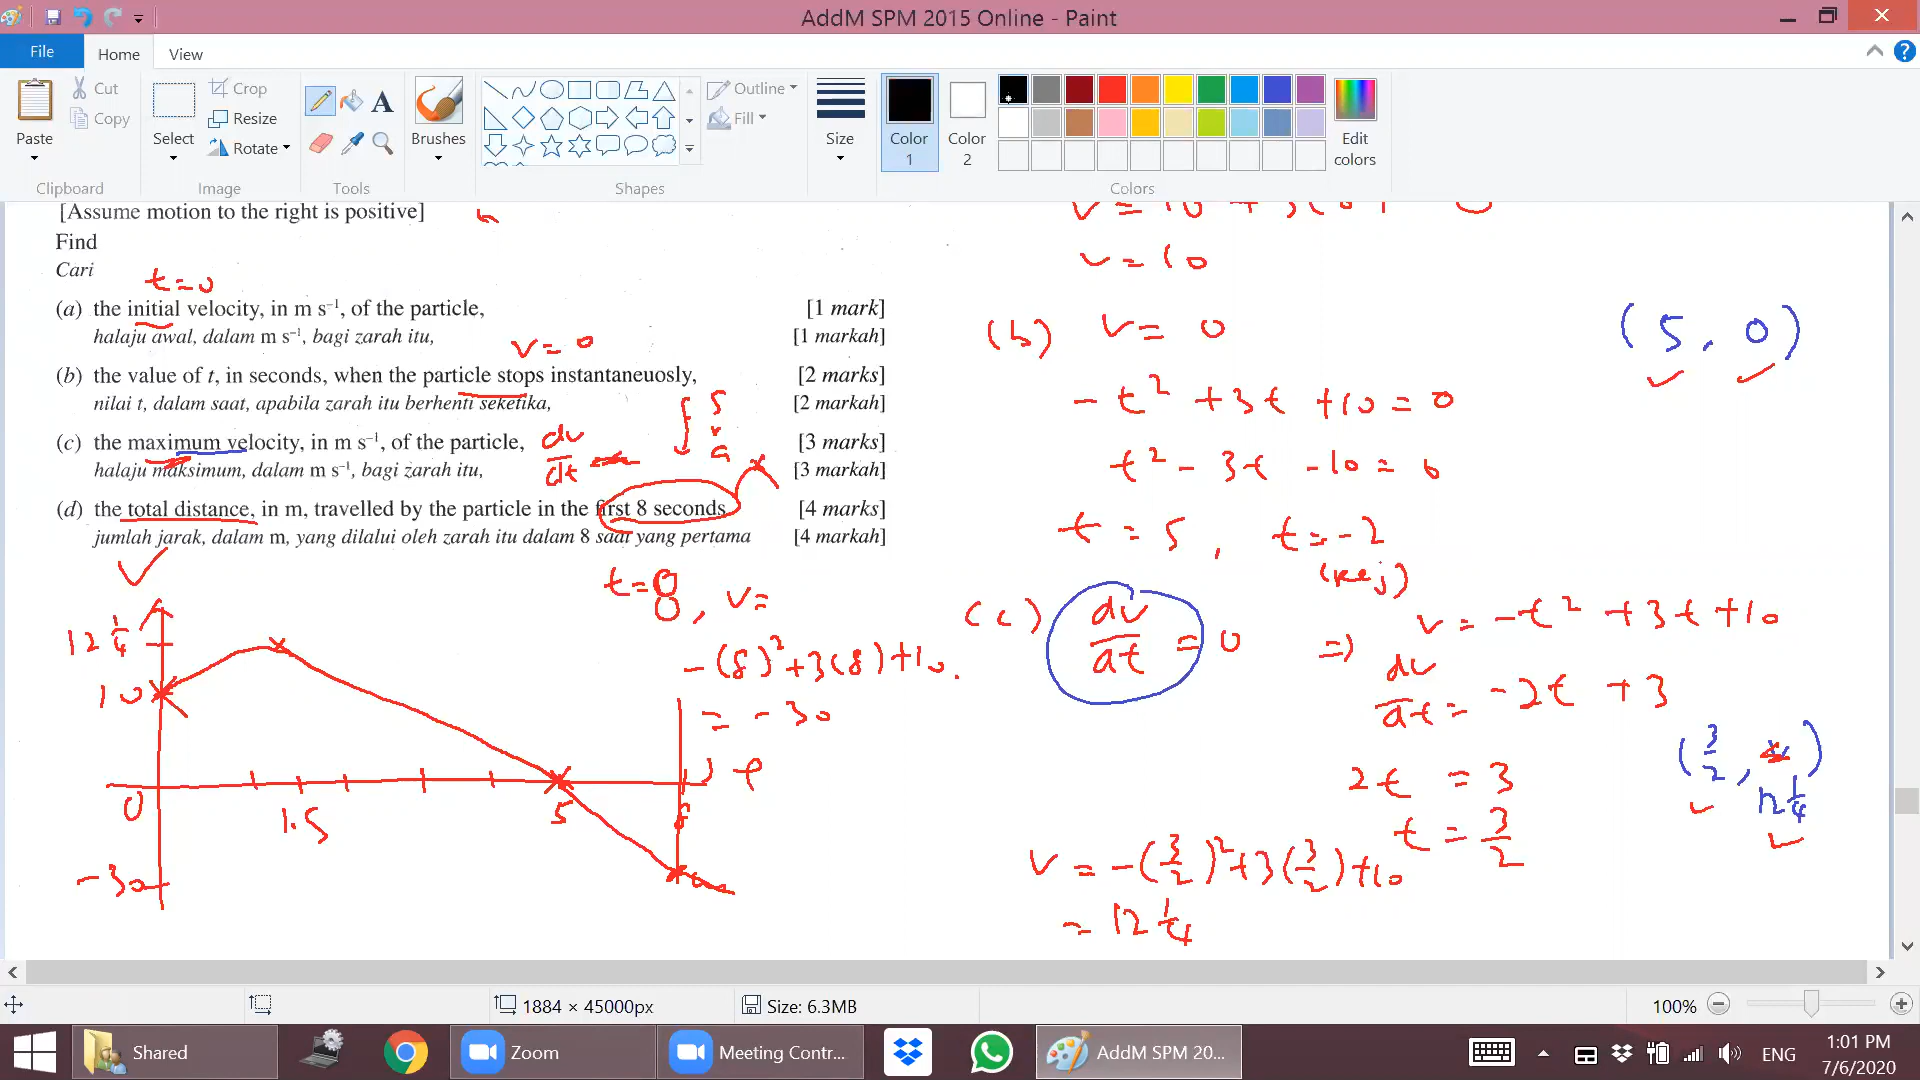 AddM SPM 2015 Online - Paint
File
Home
View
Paste
Cut
Copy
Clipboard
Select
Crop
Resize
Rotate
Image
A
Tools
Brushes
Outline
Fill
Shapes
Size
Color 1
Color 2
Edit colors
Colors
[Assume motion to the right is positive]
Find
Cari
t=0
(a) the initial velocity, in m s⁻¹, of the particle, [1 mark]
halaju awal, dalam m s⁻¹, bagi zarah itu, [1 markah]
v=0
(b) the value of t, in seconds, when the particle stops instantaneuosly, [2 marks]
nilai t, dalam saat, apabila zarah itu berhenti seketika, [2 markah]
s
v
a
(c) the maximum velocity, in m s⁻¹, of the particle, [3 marks]
halaju maksimum, dalam m s⁻¹, bagi zarah itu, [3 markah]
dv/dt
(d) the total distance, in m, travelled by the particle in the first 8 seconds [4 marks]
jumlah jarak, dalam m, yang dilalui oleh zarah itu dalam 8 saat yang pertama [4 markah]
t=8, v=
-(8)²+3(8)+10.
= -30
12 1/4
10
0
1.5
5
8
t
-30
v=10
(b) v = 0
-t² +3t +10 = 0
t² - 3t -10 = 0
t = 5, t = -2
(rej)
(5, 0)
(c) dv/dt = 0 => v = -t² +3t +10
dv/dt = -2t +3
2t = 3
t = 3/2
(3/2, )
12 1/4
v = -(3/2)² +3(3/2) +10
= 12 1/4
1884 × 45000px
Size: 6.3MB
100%
Shared
Zoom
Meeting Contr...
AddM SPM 20...
ENG
1:01 PM
7/6/2020